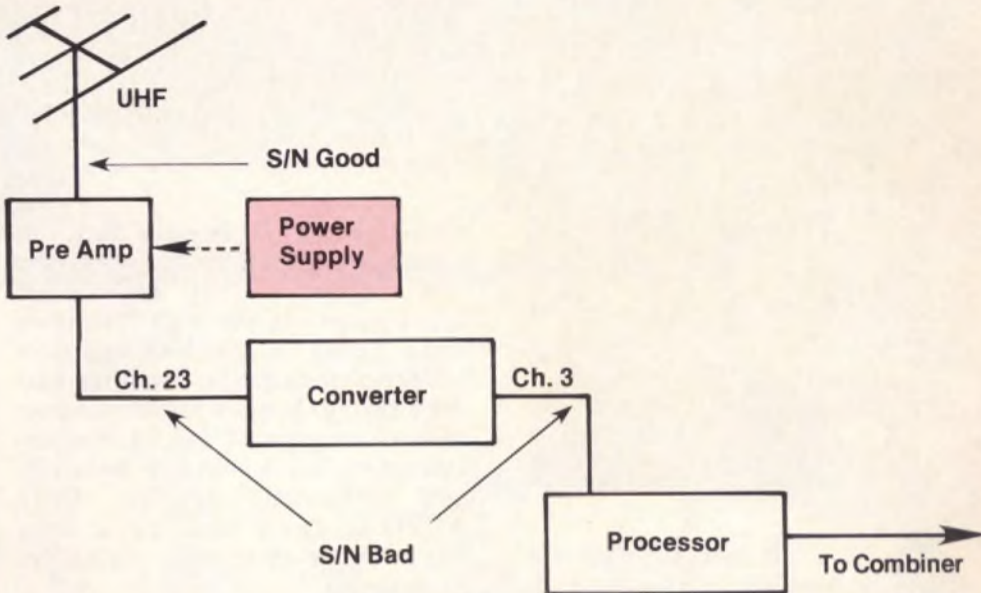 UHF
S/N Good
Pre Amp
Power
Supply
Ch. 23
Converter
Ch. 3
S/N Bad
Processor
To Combiner